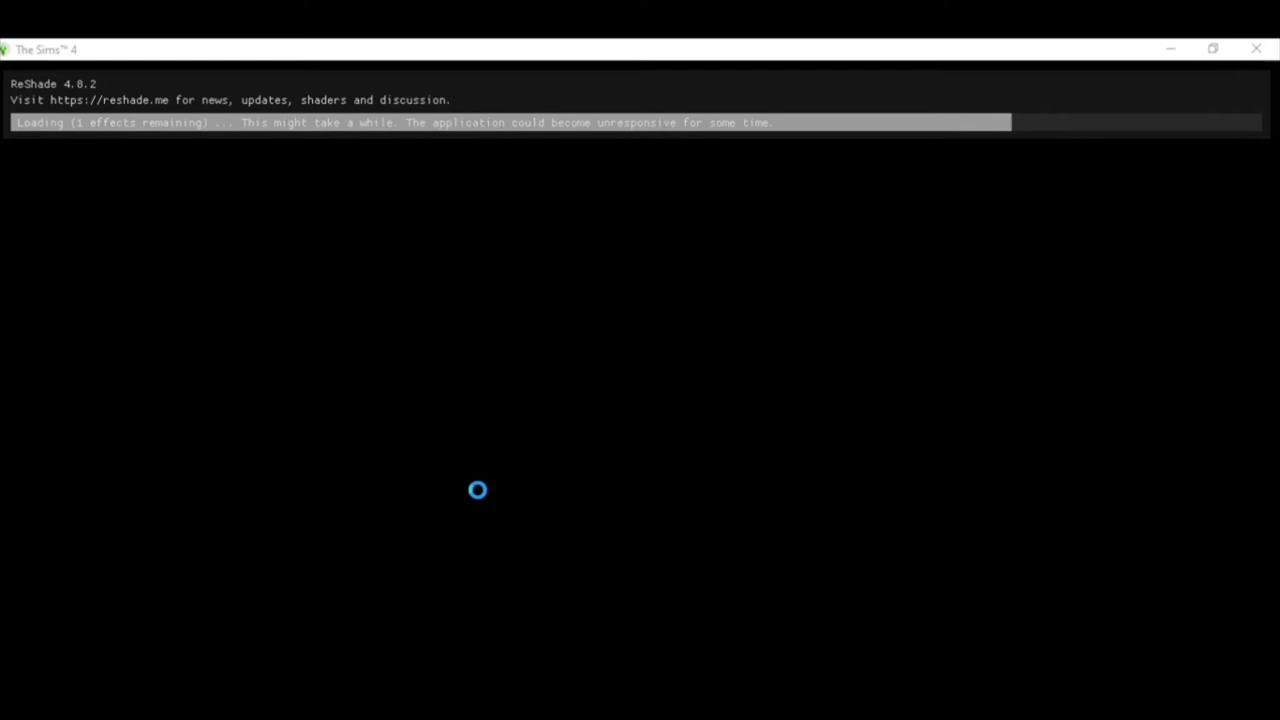 The Sims™ 4
ReShade 4.8.2
Visit https://reshade.me for news, updates, shaders and discussion.
Loading (1 effects remaining) ... This might take a while. The application could become unresponsive for some time.